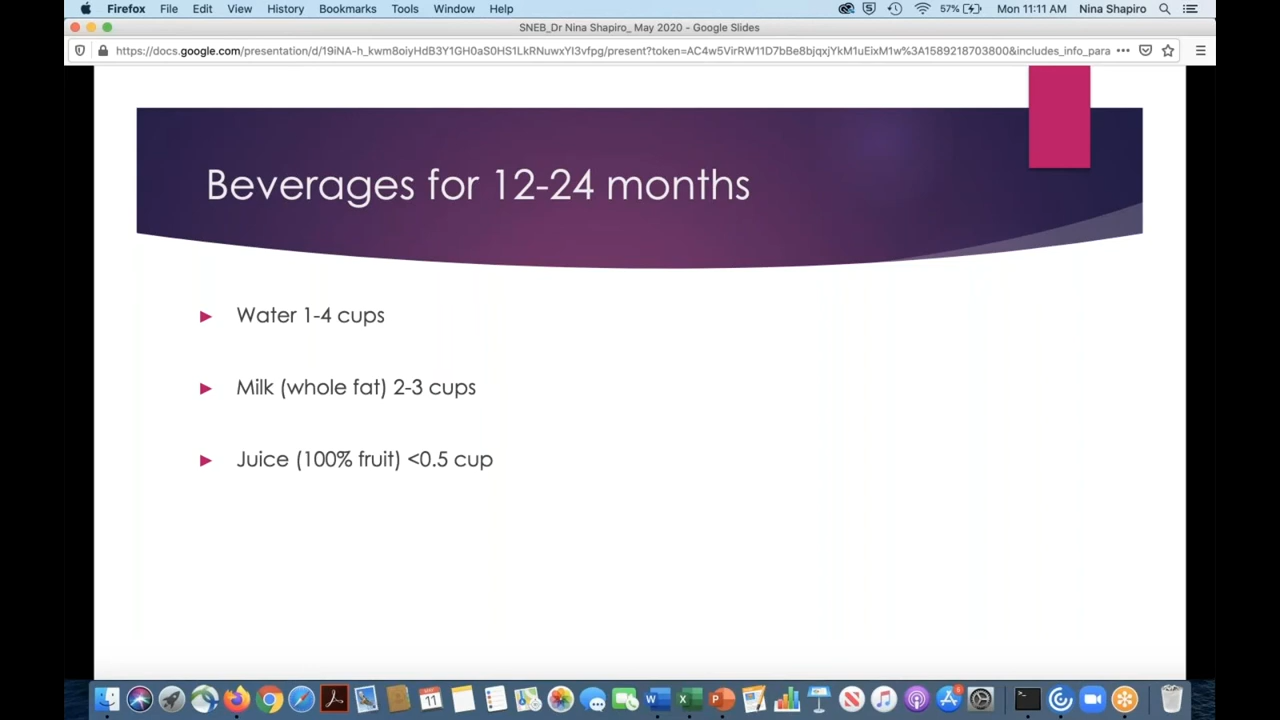 Firefox File Edit View History Bookmarks Tools Window Help 57% Mon 11:11 AM Nina Shapiro
SNEB_Dr Nina Shapiro_ May 2020 - Google Slides
https://docs.google.com/presentation/d/19iNA-h_kwm8oiyHdB3Y1GH0aS0HS1LkRNuwxYI3vfpg/present?token=AC4w5VirRW11D7bBe8bjqxjYkM1uEixM1w%3A1589218703800&includes_info_para
Beverages for 12-24 months
Water 1-4 cups
Milk (whole fat) 2-3 cups
Juice (100% fruit) <0.5 cup